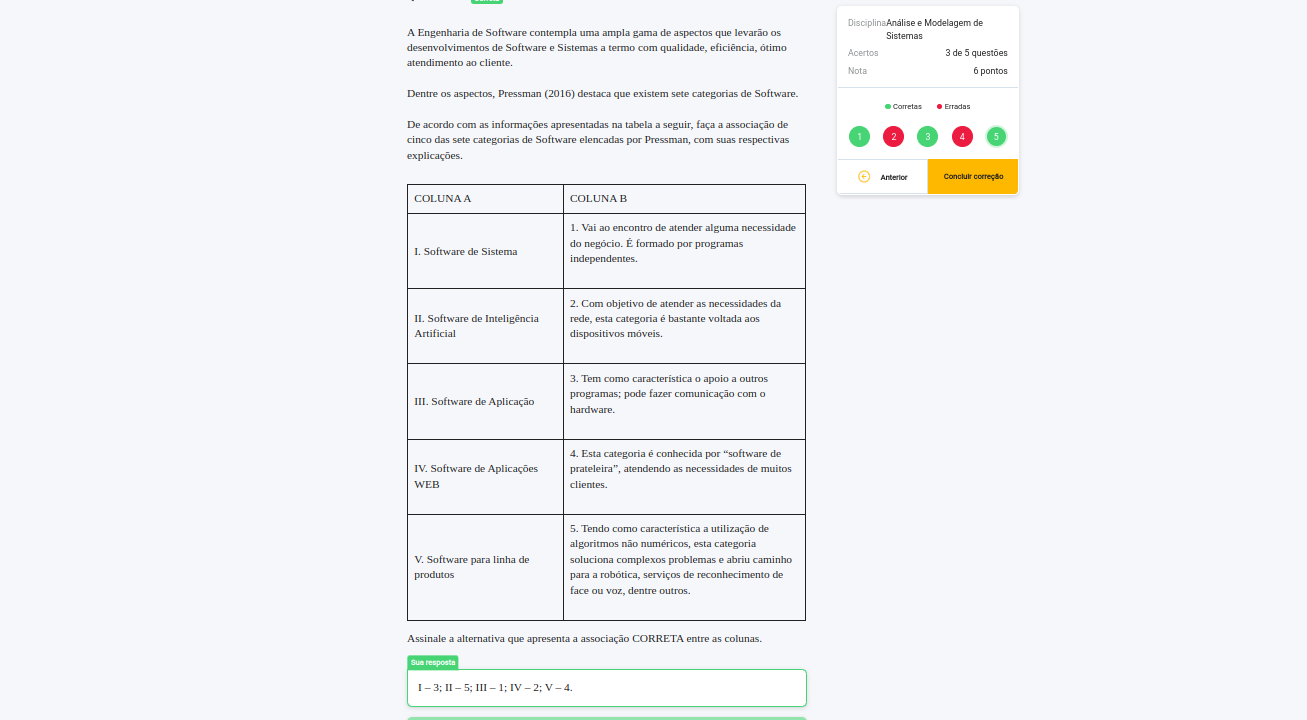 A Engenharia de Software contempla uma ampla gama de aspectos que levarão os
desenvolvimentos de Software e Sistemas a termo com qualidade, eficiência, ótimo
atendimento ao cliente.
Dentre os aspectos, Pressman (2016) destaca que existem sete categorias de Software.
De acordo com as informações apresentadas na tabela a seguir, faça a associação de
cinco das sete categorias de Software elencadas por Pressman, com suas respectivas
explicações.
COLUNA A
COLUNA B
I. Software de Sistema
1. Vai ao encontro de atender alguma necessidade
do negócio. É formado por programas
independentes.
II. Software de Inteligência
Artificial
2. Com objetivo de atender as necessidades da
rede, esta categoria é bastante voltada aos
dispositivos móveis.
III. Software de Aplicação
3. Tem como característica o apoio a outros
programas; pode fazer comunicação com o
hardware.
IV. Software de Aplicações
WEB
4. Esta categoria é conhecida por “software de
prateleira”, atendendo as necessidades de muitos
clientes.
V. Software para linha de
produtos
5. Tendo como característica a utilização de
algoritmos não numéricos, esta categoria
soluciona complexos problemas e abriu caminho
para a robótica, serviços de reconhecimento de
face ou voz, dentre outros.
Assinale a alternativa que apresenta a associação CORRETA entre as colunas.
Sua resposta
I – 3; II – 5; III – 1; IV – 2; V – 4.
Disciplina Análise e Modelagem de
Sistemas
Acertos 3 de 5 questões
Nota 6 pontos
Corretas Erradas
1 2 3 4 5
Anterior Concluir correção